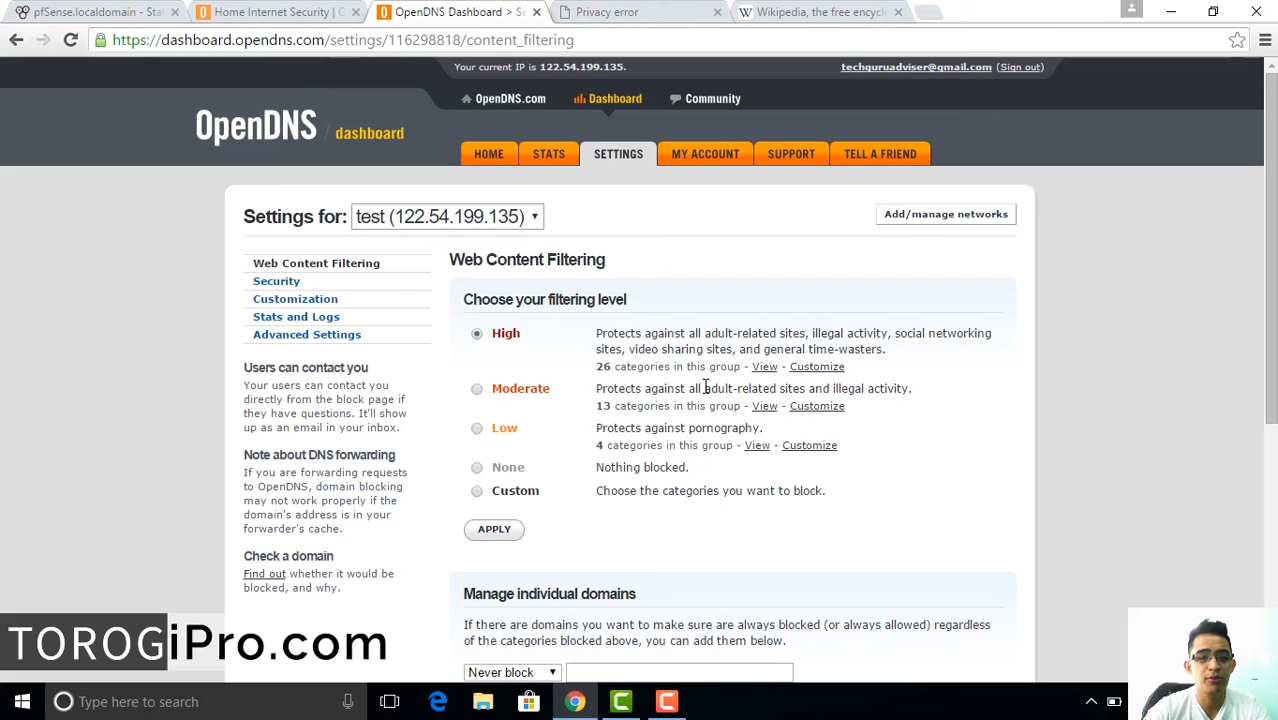 pfSense.localdomain - Sta
Home Internet Security | C
OpenDNS Dashboard > Se
Privacy error
Wikipedia, the free encycl
https://dashboard.opendns.com/settings/116298818/content_filtering
Your current IP is 122.54.199.135.
techguruadviser@gmail.com (Sign out)
OpenDNS.com
Dashboard
Community
OpenDNS / dashboard
HOME
STATS
SETTINGS
MY ACCOUNT
SUPPORT
TELL A FRIEND
Settings for: test (122.54.199.135)
Add/manage networks
Web Content Filtering
Security
Customization
Stats and Logs
Advanced Settings
Users can contact you
Your users can contact you
directly from the block page if
they have questions. It'll show
up as an email in your inbox.
Note about DNS forwarding
If you are forwarding requests
to OpenDNS, domain blocking
may not work properly if the
domain's address is in your
forwarder's cache.
Check a domain
Find out whether it would be
blocked, and why.
Web Content Filtering
Choose your filtering level
High
Protects against all adult-related sites, illegal activity, social networking
sites, video sharing sites, and general time-wasters.
26 categories in this group - View - Customize
Moderate
Protects against all adult-related sites and illegal activity.
13 categories in this group - View - Customize
Low
Protects against pornography.
4 categories in this group - View - Customize
None
Nothing blocked.
Custom
Choose the categories you want to block.
APPLY
Manage individual domains
If there are domains you want to make sure are always blocked (or always allowed) regardless
of the categories blocked above, you can add them below.
Never block
TOROGiPro.com
Type here to search